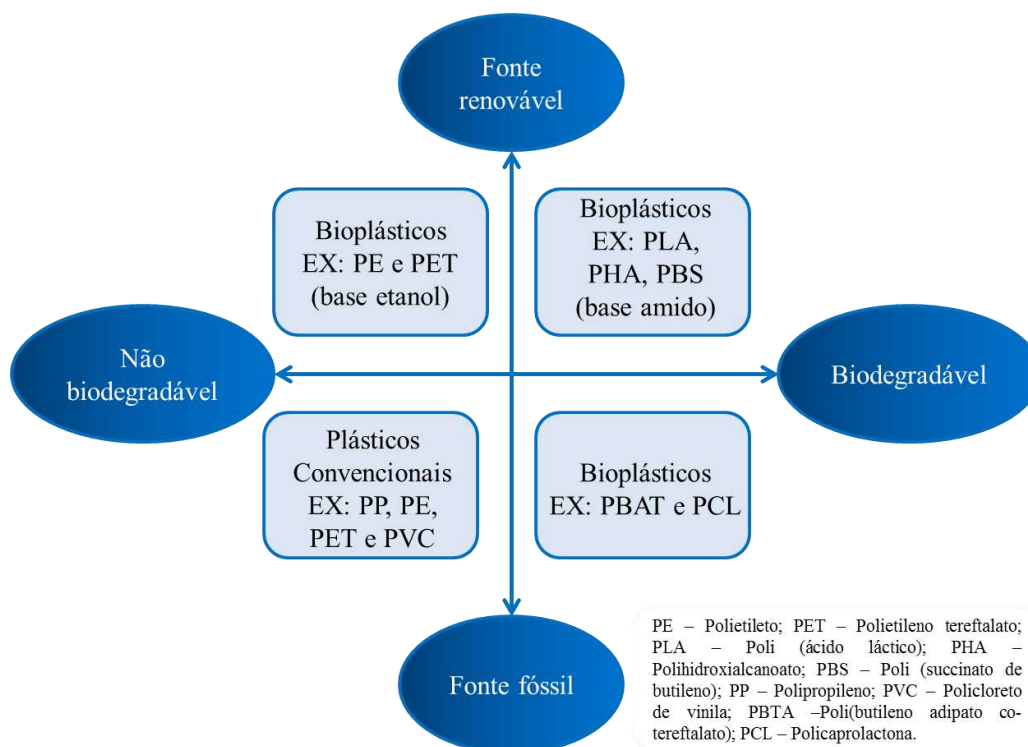 Fonte
renovável
Bioplásticos
EX: PE e PET
(base etanol)
Bioplásticos
EX: PLA,
PHA, PBS
(base amido)
Não
biodegradável
Biodegradável
Plásticos
Convencionais
EX: PP, PE,
PET e PVC
Bioplásticos
EX: PBAT e PCL
Fonte fóssil
PE – Polietileto; PET – Polietileno tereftalato;
PLA – Poli (ácido láctico); PHA –
Polihidroxialcanoato; PBS – Poli (succinato de
butileno); PP – Polipropileno; PVC – Policloreto
de vinila; PBTA –Poli(butileno adipato co-
tereftalato); PCL – Policaprolactona.